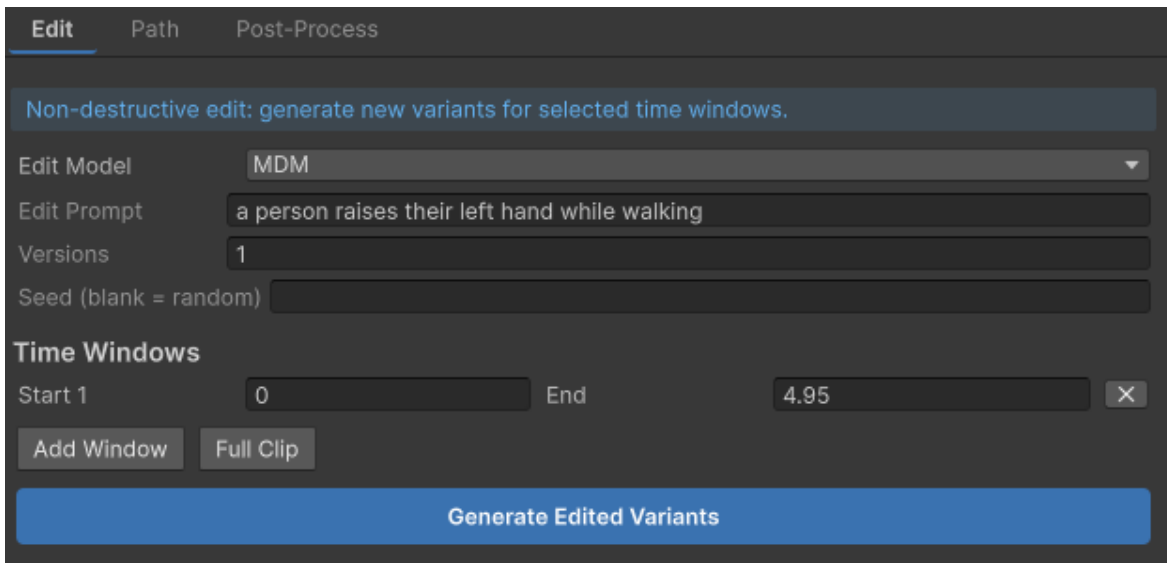 Edit Path Post-Process
Non-destructive edit: generate new variants for selected time windows.
Edit Model MDM
Edit Prompt a person raises their left hand while walking
Versions 1
Seed (blank = random)
Time Windows
Start 1 0 End 4.95 ✕
Add Window Full Clip
Generate Edited Variants